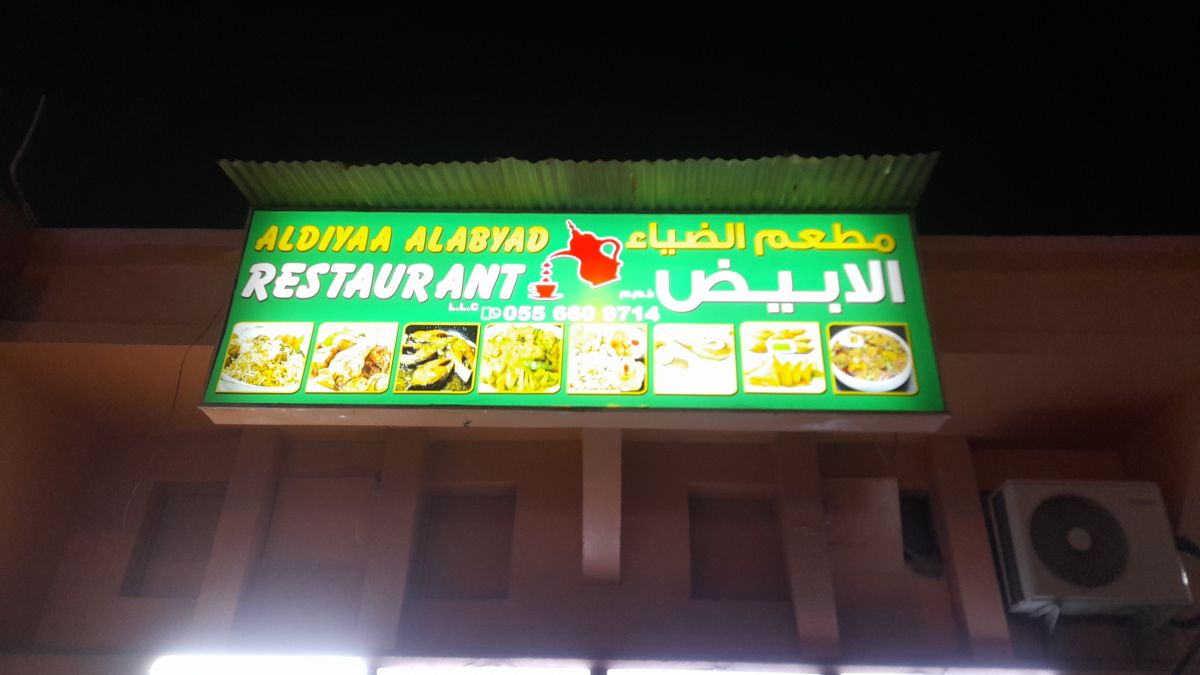 ALDIYAA ALABYAD
RESTAURANT
L.L.C
055 660 9714
مطعم الضياء
الابيض ذ.م.م